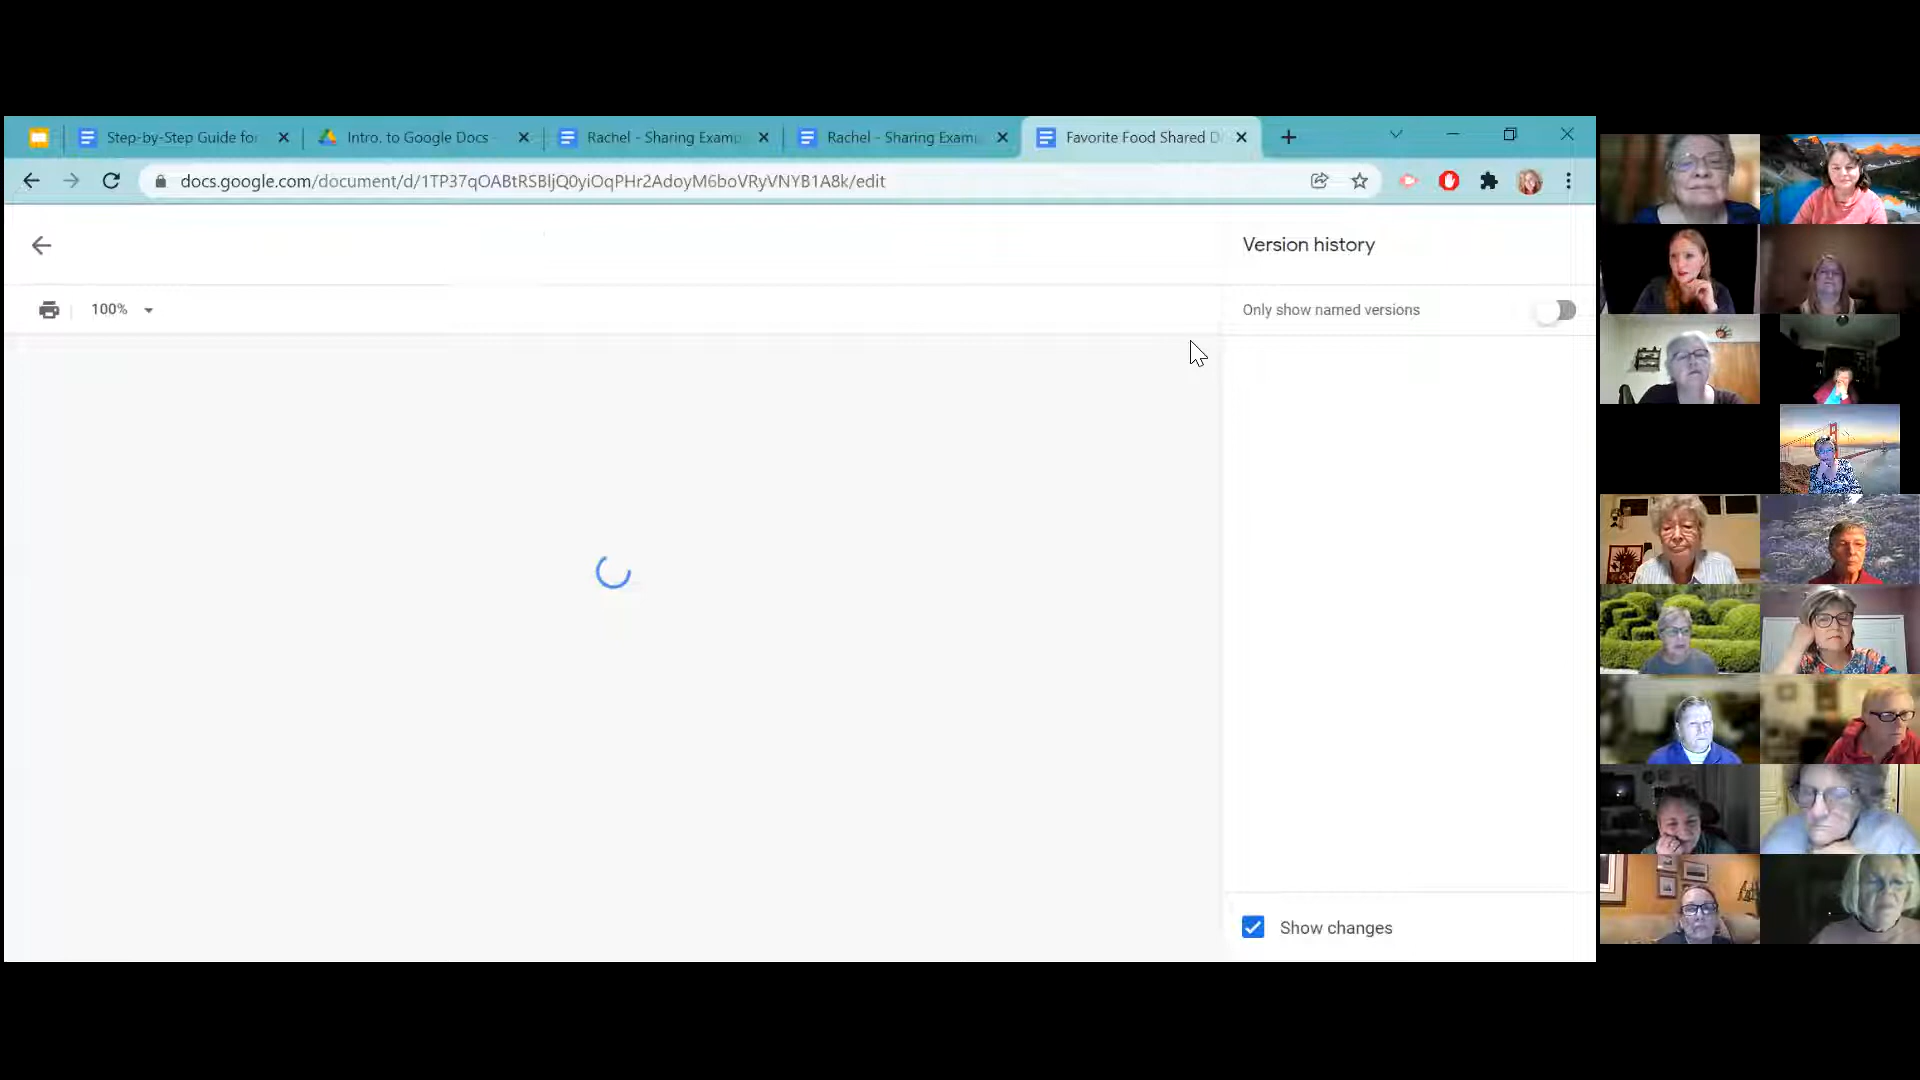 Step-by-Step Guide for
Intro. to Google Docs
Rachel - Sharing Examp
Rachel - Sharing Exam
Favorite Food Shared D
docs.google.com/document/d/1TP37qOABtRSBljQ0yiOqPHr2AdoyM6boVRyVNYB1A8k/edit
Version history
100%
Only show named versions
Show changes